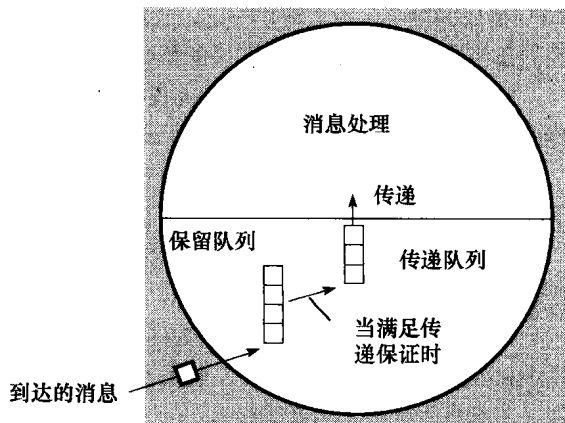 消息处理
传递
保留队列
传递队列
当满足传
递保证时
到达的消息